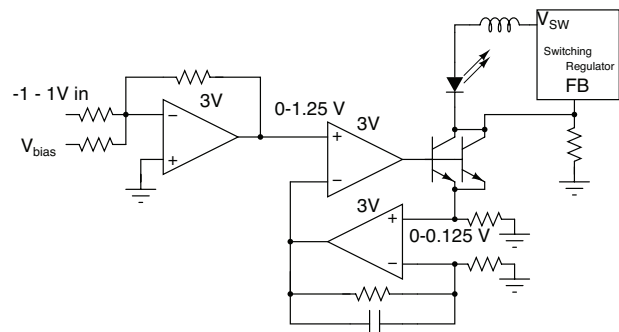 V_SW
Switching
Regulator
FB
-1 - 1V in
V_bias
−
+
3V
0-1.25 V
+
−
3V
3V
+
−
0-0.125 V